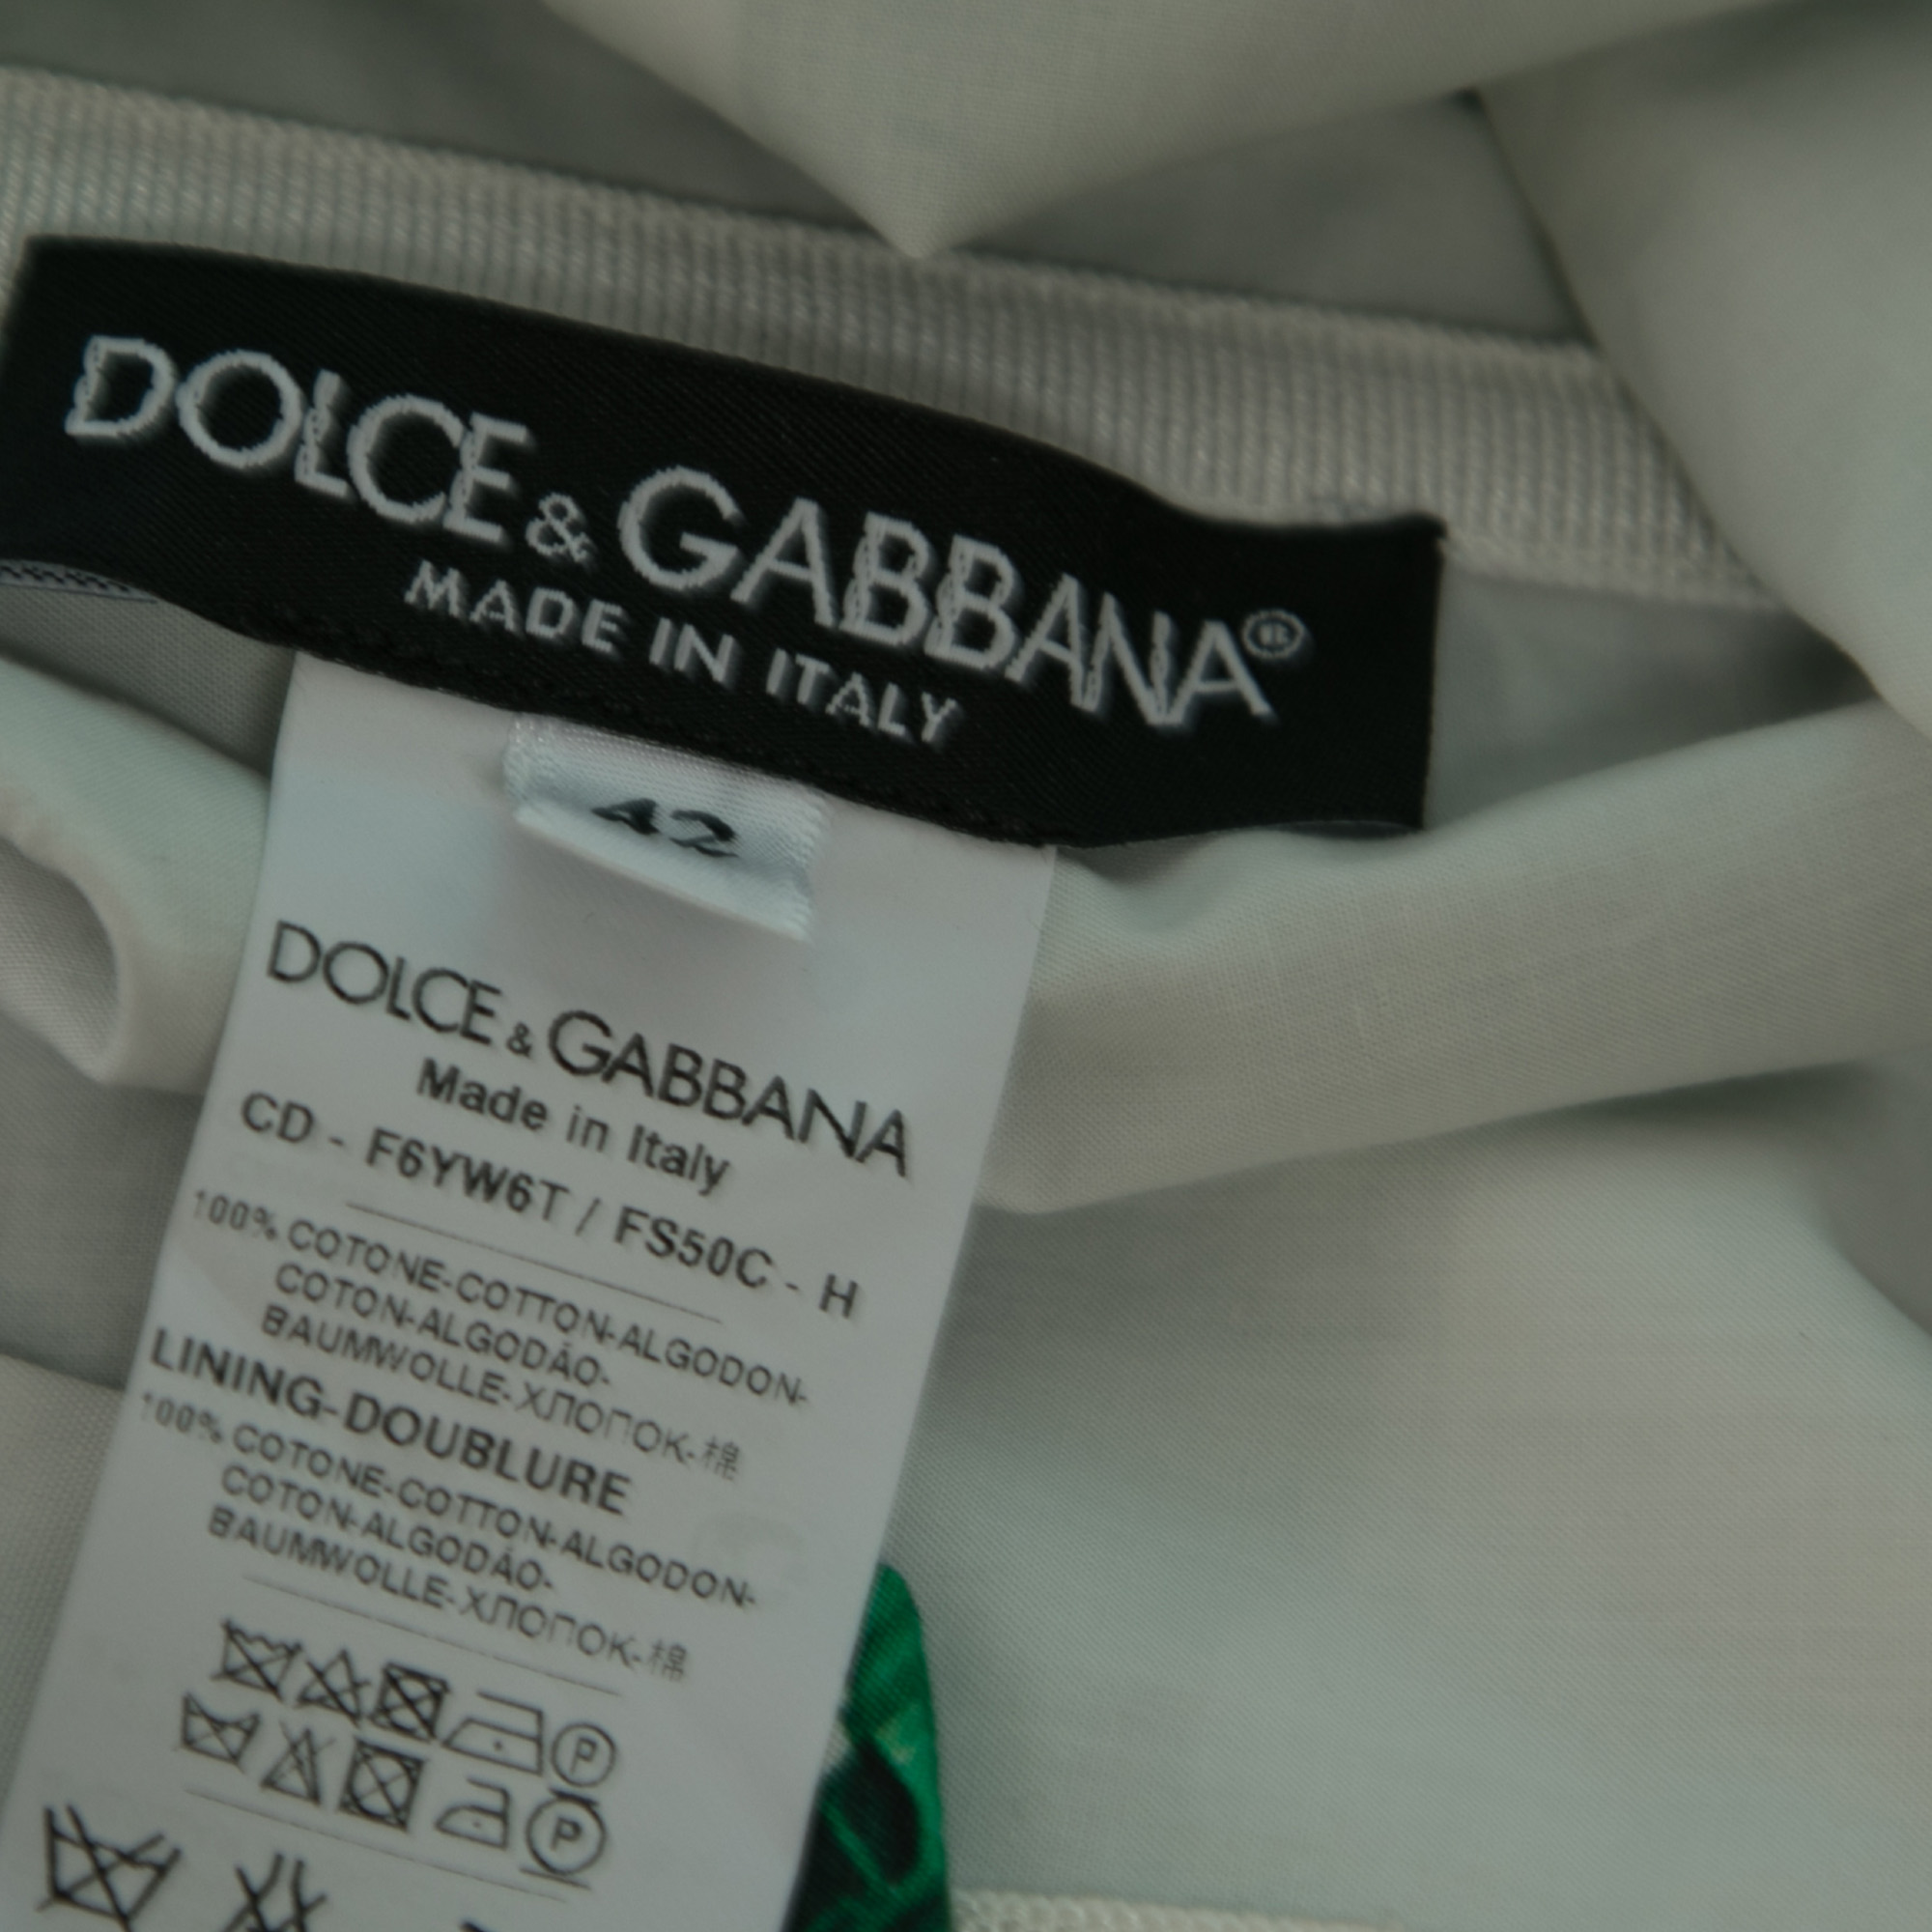 DOLCE & GABBANA®
MADE IN ITALY
42
DOLCE & GABBANA
Made in Italy
CD - F6YW6T / FS50C - H
100% COTONE-COTTON-ALGODON-
COTON-ALGODÃO-
BAUMWOLLE-ХЛОПОК-棉
LINING-DOUBLURE
100% COTONE-COTTON-ALGODON-
COTON-ALGODÃO-
BAUMWOLLE-ХЛОПОК-棉
P
P